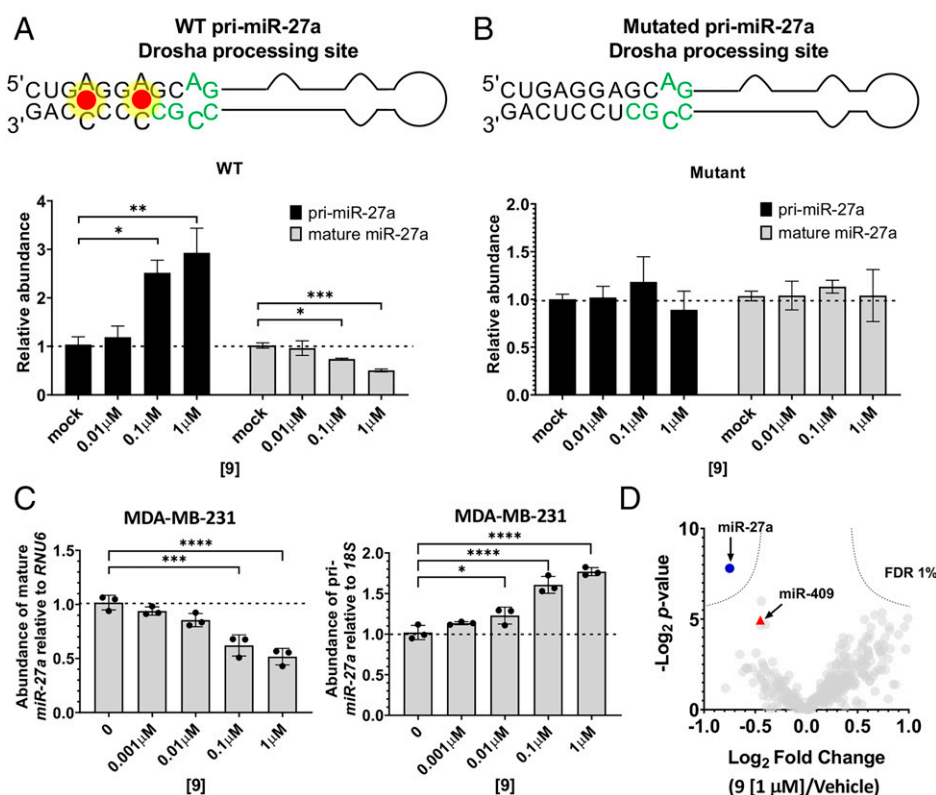 A
WT pri-miR-27a
Drosha processing site
5' CUGAGGAGCAG
3' GACCCCCCGCC
WT
Relative abundance
4
3
2
1
0
**
*
***
*
pri-miR-27a
mature miR-27a
mock
0.01μM
0.1μM
1μM
mock
0.01μM
0.1μM
1μM
[9]
B
Mutated pri-miR-27a
Drosha processing site
5' CUGAGGAGCAG
3' GACUCCUCGCC
Mutant
Relative abundance
2.0
1.5
1.0
0.5
0.0
pri-miR-27a
mature miR-27a
mock
0.01μM
0.1μM
1μM
mock
0.01μM
0.1μM
1μM
[9]
C
MDA-MB-231
Abundance of mature
miR-27a relative to RNU6
1.5
1.0
0.5
0.0
****
***
0
0.001μM
0.01μM
0.1μM
1μM
[9]
MDA-MB-231
Abundance of pri-
miR-27a relative to 18S
2.0
1.5
1.0
0.5
0.0
****
****
*
0
0.001μM
0.01μM
0.1μM
1μM
[9]
D
-Log2 p-value
10
5
0
miR-27a
miR-409
FDR 1%
-1.0
-0.5
0.0
0.5
1.0
Log2 Fold Change
(9 [1 μM]/Vehicle)